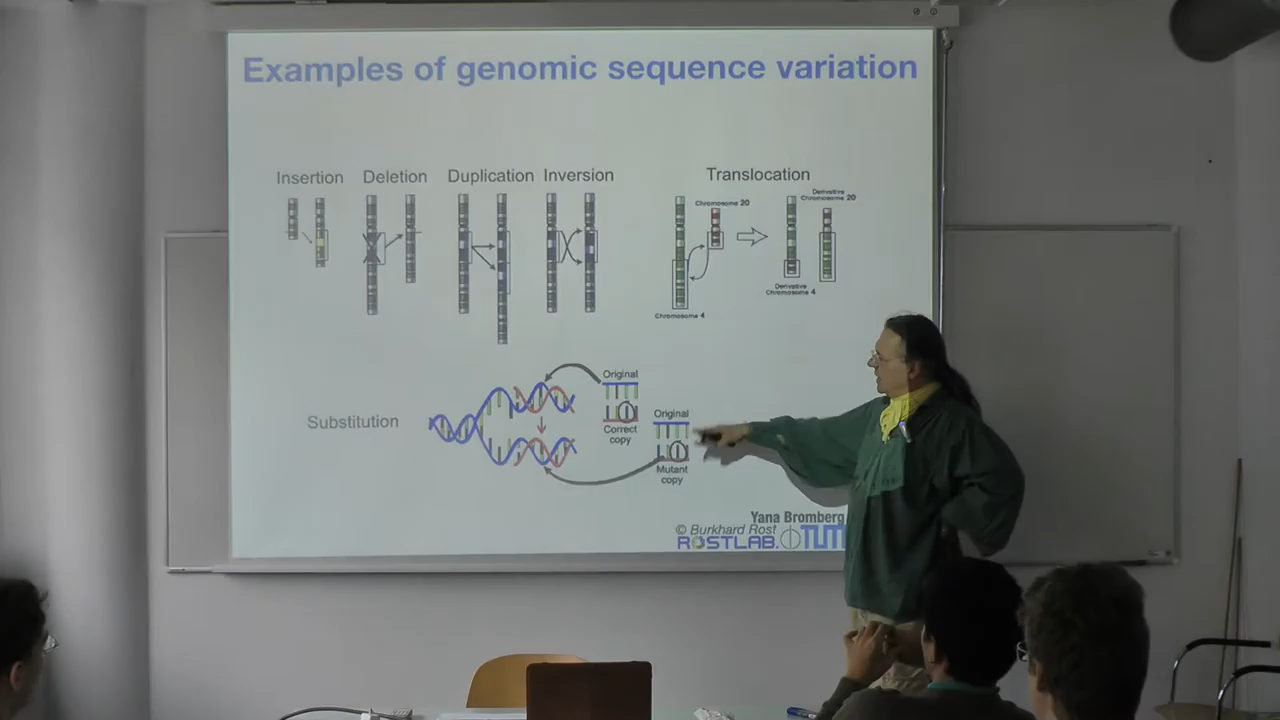 Examples of genomic sequence variation
Insertion
Deletion
Duplication
Inversion
Translocation
Chromosome 20
Derivative
Chromosome 20
Derivative
Chromosome 4
Chromosome 4
Substitution
Original
Correct
copy
Original
Mutant
copy
Yana Bromberg
© Burkhard Rost
ROSTLAB.
TUM